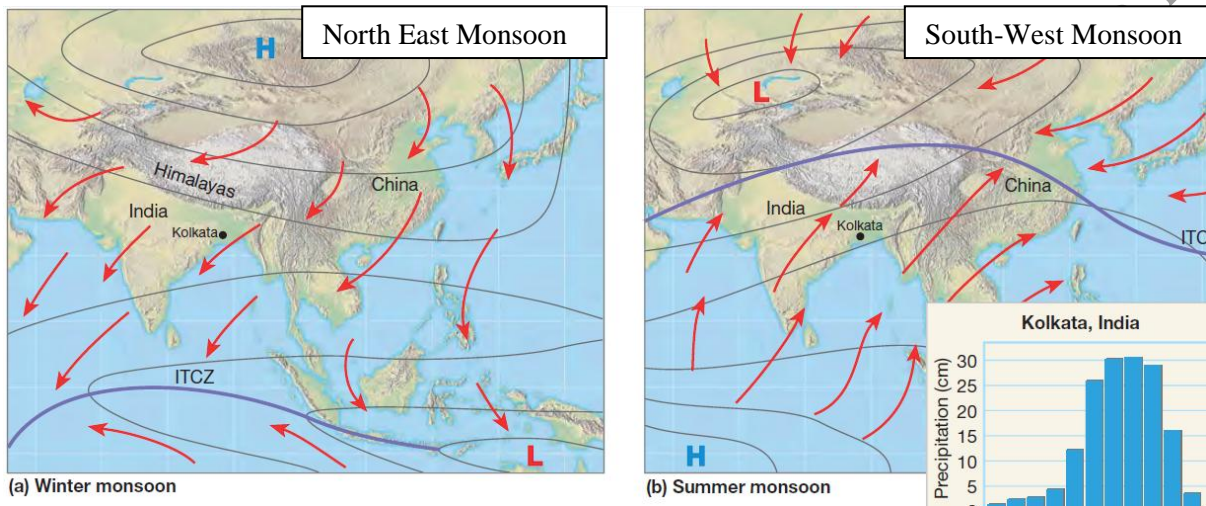 North East Monsoon
H
Himalayas
China
India
Kolkata
ITCZ
L
(a) Winter monsoon
South-West Monsoon
L
China
India
Kolkata
H
(b) Summer monsoon
Kolkata, India
Precipitation (cm)
30
25
20
15
10
5